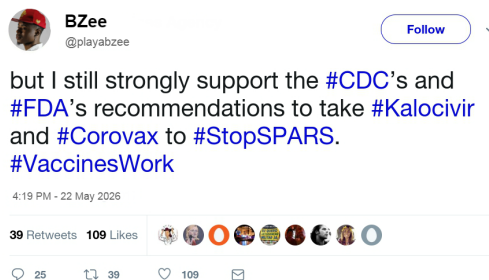 BZee
@playabzee
Follow
but I still strongly support the #CDC’s and
#FDA’s recommendations to take #Kalocivir
and #Corovax to #StopSPARS.
#VaccinesWork
4:19 PM - 22 May 2026
39 Retweets 109 Likes
25 39 109